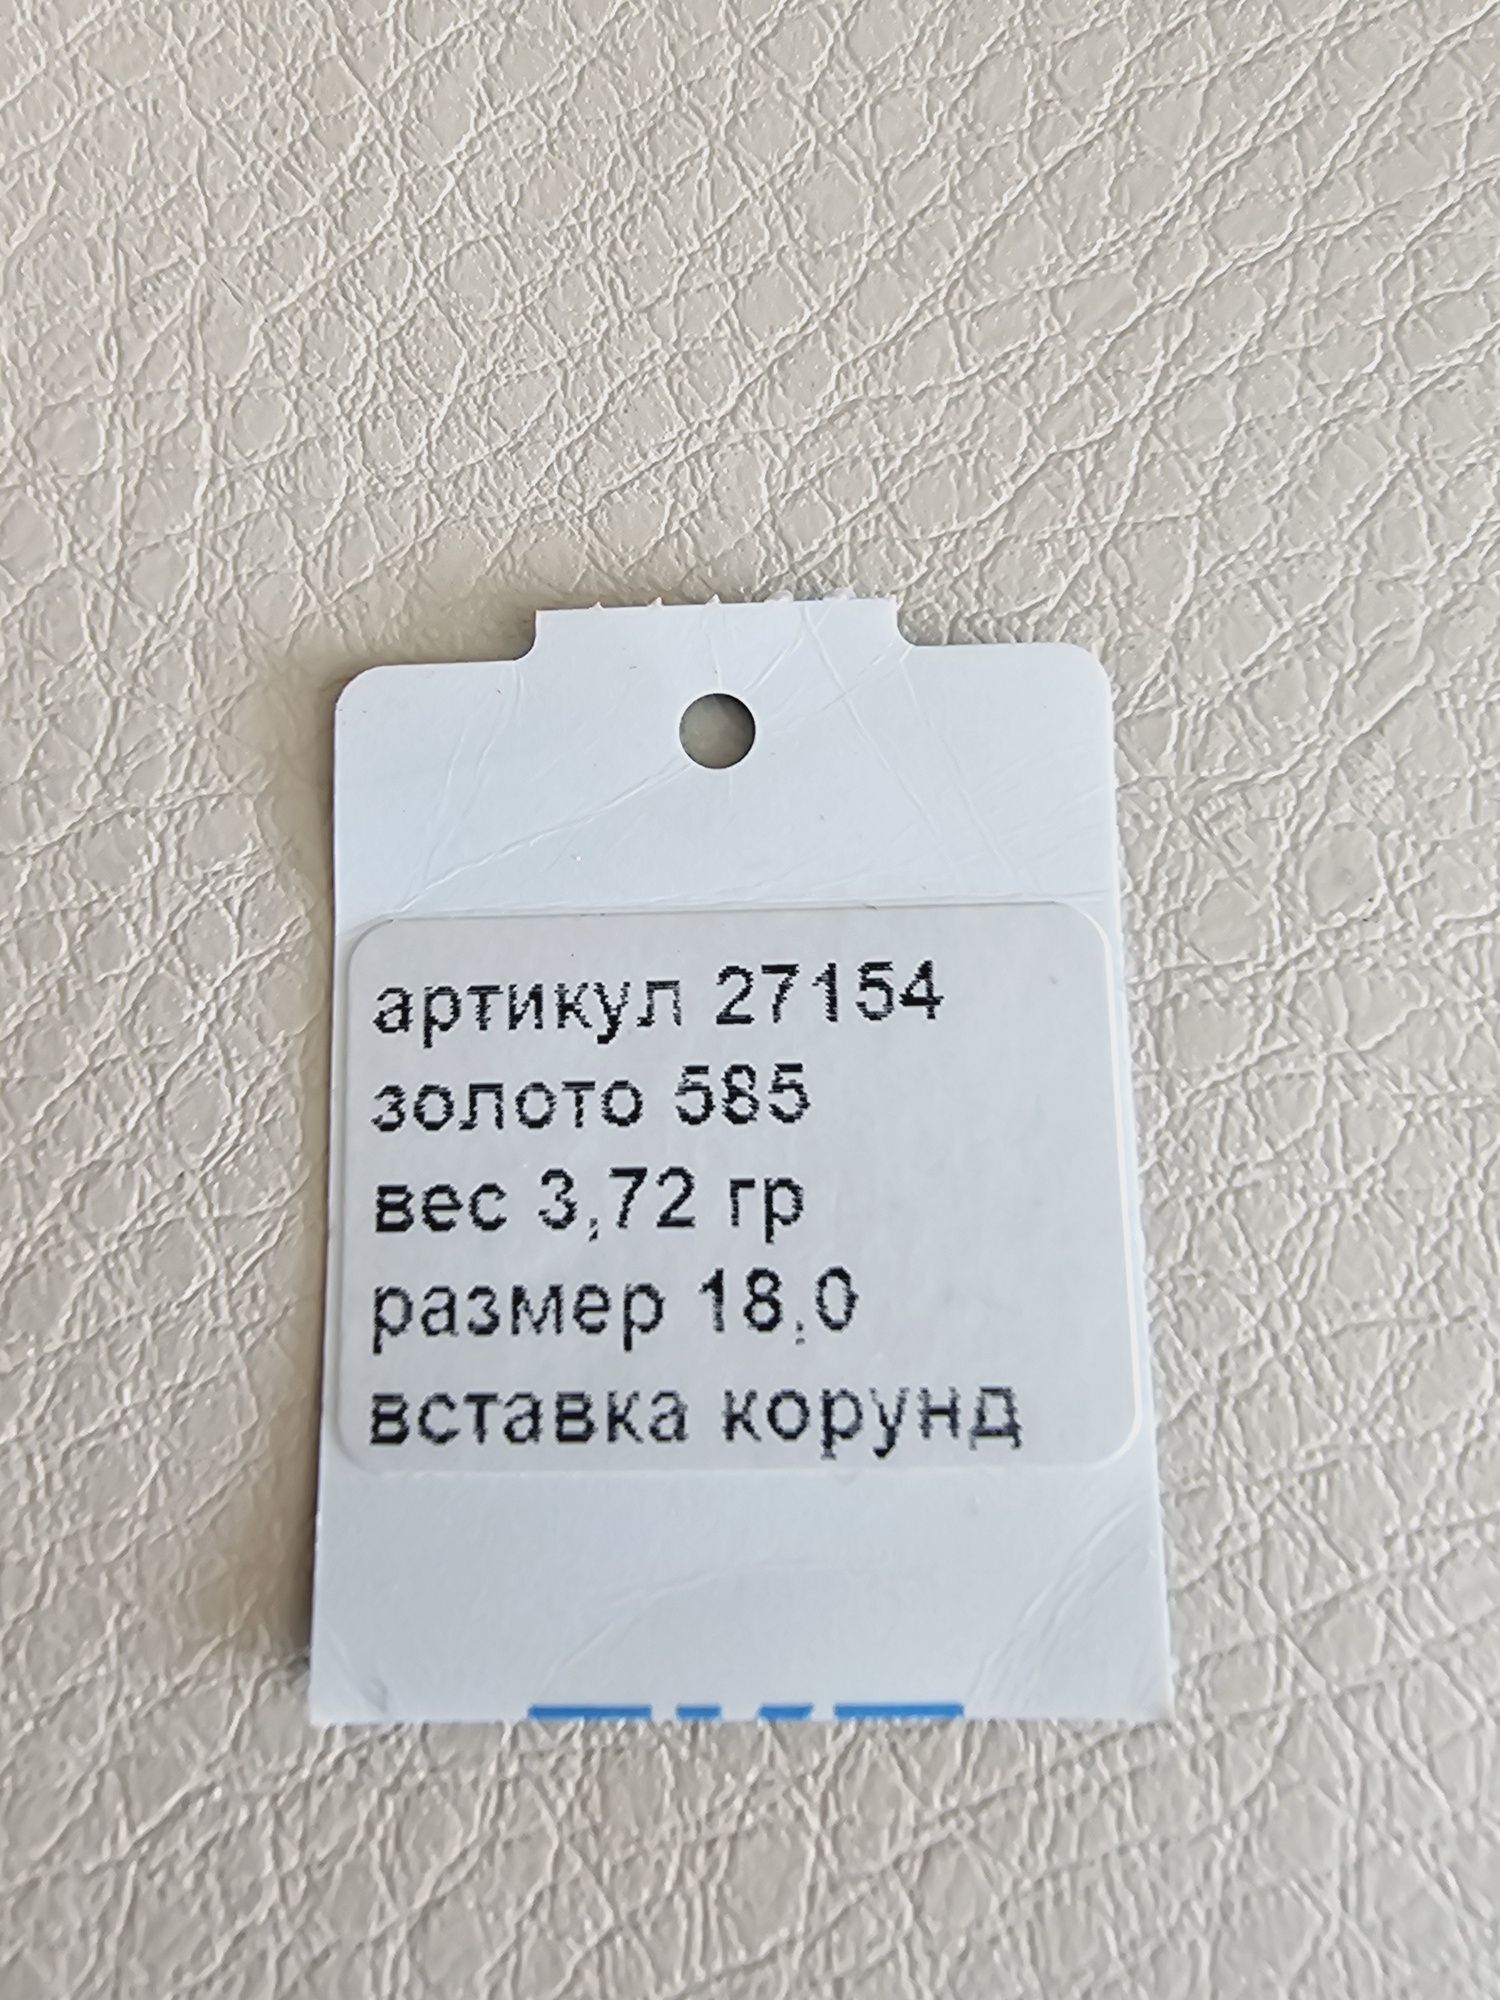 артикул 27154
золото 585
вес 3,72 гр
размер 18,0
вставка корунд